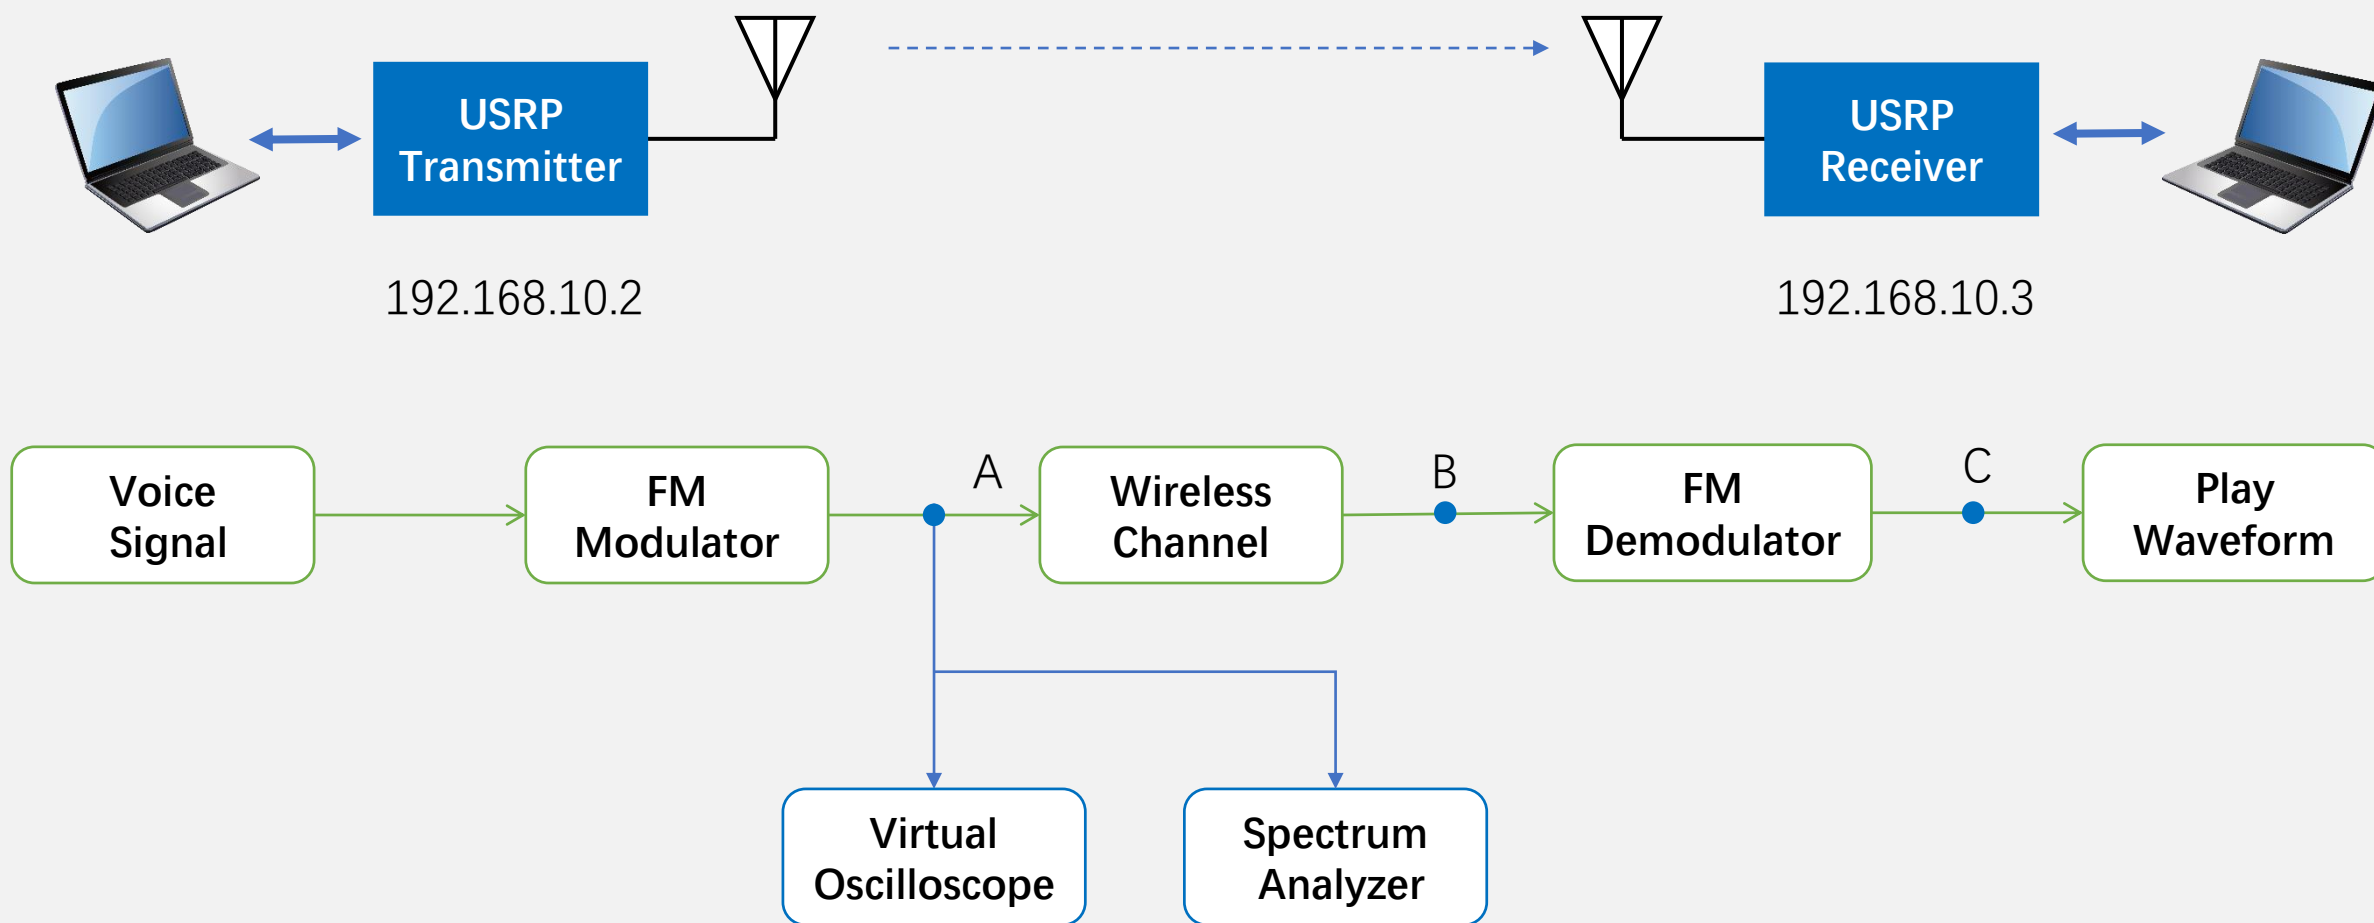 USRP
Transmitter
USRP
Receiver
192.168.10.2
192.168.10.3
Voice
Signal
FM
Modulator
A
Wireless
Channel
B
FM
Demodulator
C
Play
Waveform
Virtual
Oscilloscope
Spectrum
Analyzer